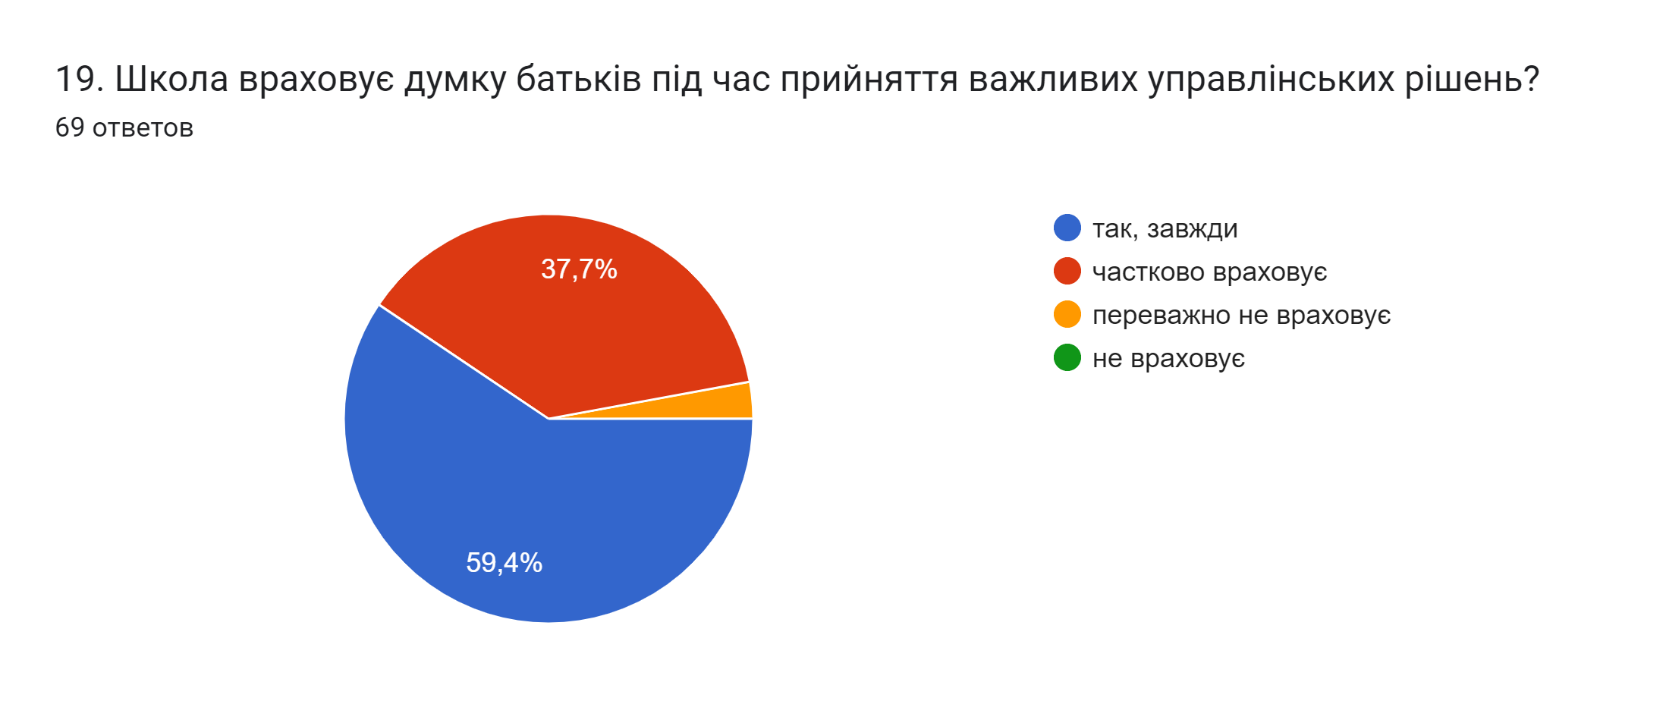 19. Школа враховує думку батьків під час прийняття важливих управлінських рішень?
69 ответов
так, завжди
частково враховує
переважно не враховує
не враховує
37,7%
59,4%